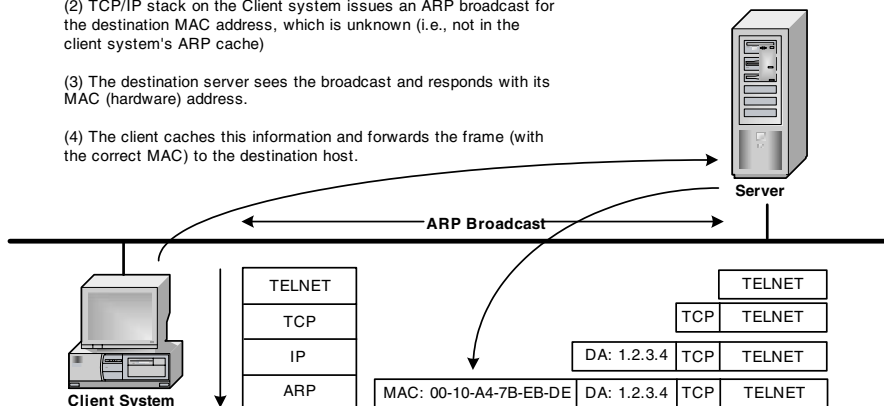 (2) TCP/IP stack on the Client system issues an ARP broadcast for
the destination MAC address, which is unknown (i.e., not in the
client system's ARP cache)
(3) The destination server sees the broadcast and responds with its
MAC (hardware) address.
(4) The client caches this information and forwards the frame (with
the correct MAC) to the destination host.
Server
ARP Broadcast
TELNET
TELNET
TCP
TCP TELNET
IP
DA: 1.2.3.4 TCP TELNET
ARP
MAC: 00-10-A4-7B-EB-DE DA: 1.2.3.4 TCP TELNET
Client System